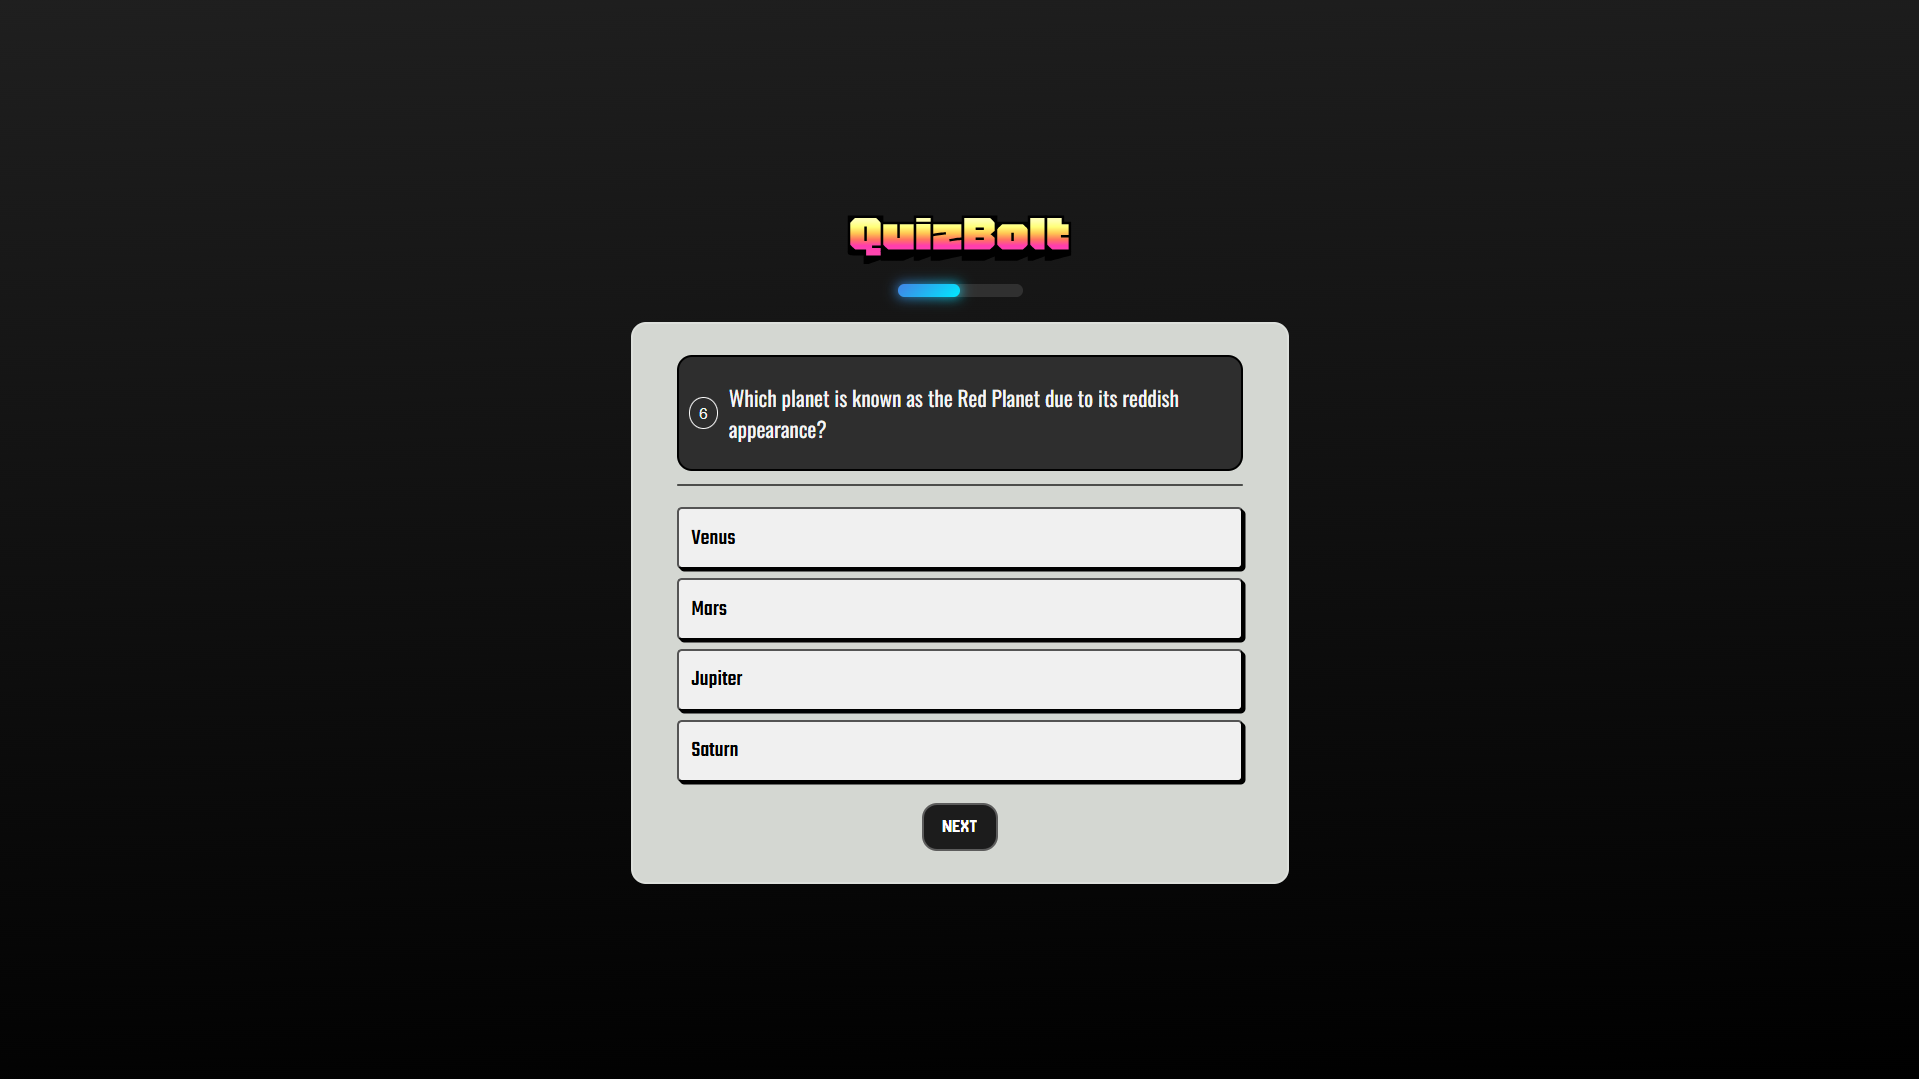 QuizBolt
6
Which planet is known as the Red Planet due to its reddish
appearance?
Venus
Mars
Jupiter
Saturn
NEXT